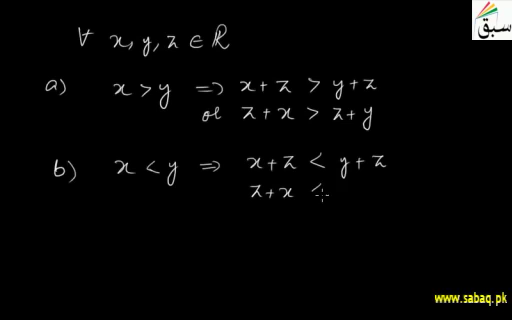 سبق
∀ x, y, z ∈ ℝ
a) x > y ⇒ x + z > y + z
or z + x > z + y
b) x < y ⇒ x + z < y + z
z + x <
www.sabaq.pk